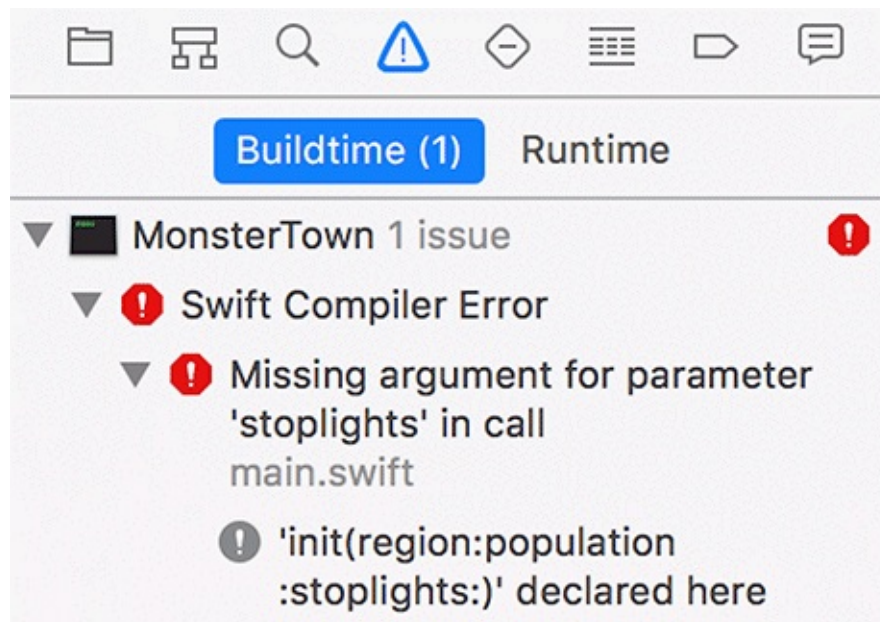 Buildtime (1) Runtime
MonsterTown 1 issue
Swift Compiler Error
Missing argument for parameter
'stoplights' in call
main.swift
'init(region:population
:stoplights:)' declared here